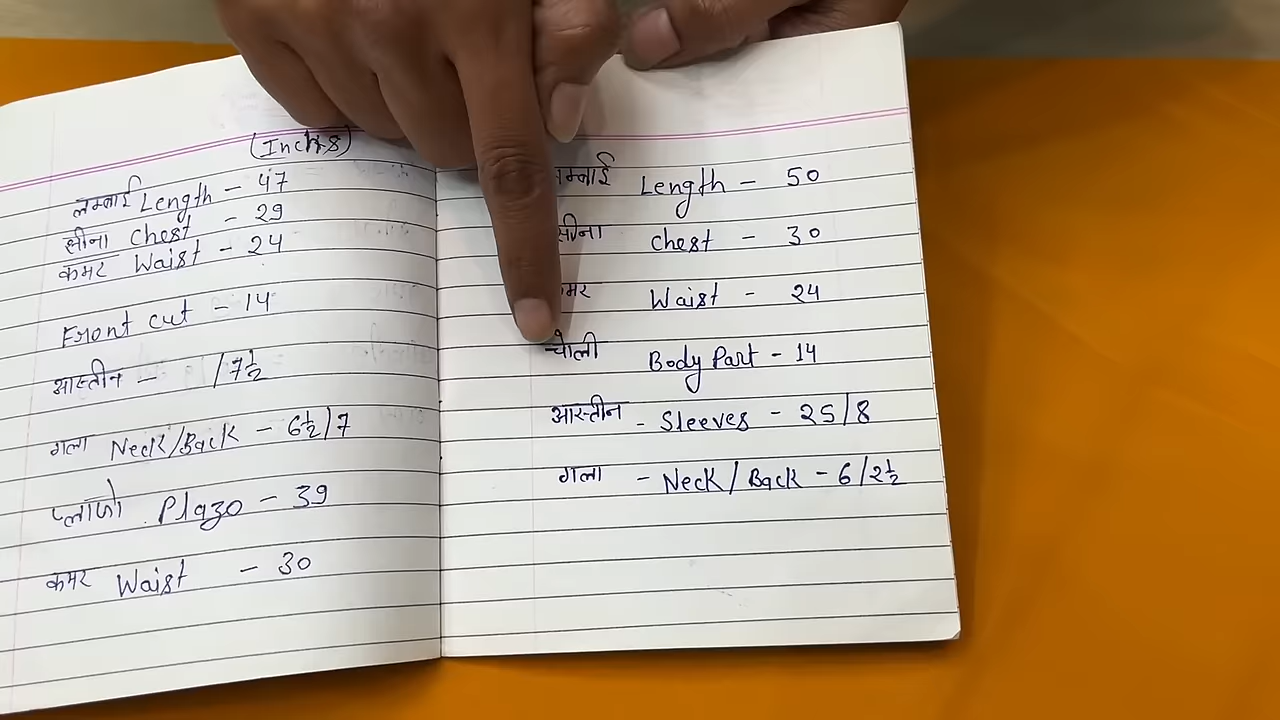 (Inches)
लम्बाई Length - 47
सीना Chest - 29
कमर Waist - 24
Front cut - 14
आस्तीन - /7½
गला Neck/Back - 6½/7
प्लाजो Plazo - 39
कमर Waist - 30
लम्बाई Length - 50
सीना Chest - 30
कमर Waist - 24
चोली Body Part - 14
आस्तीन - Sleeves - 25/8
गला - Neck/Back - 6/2½